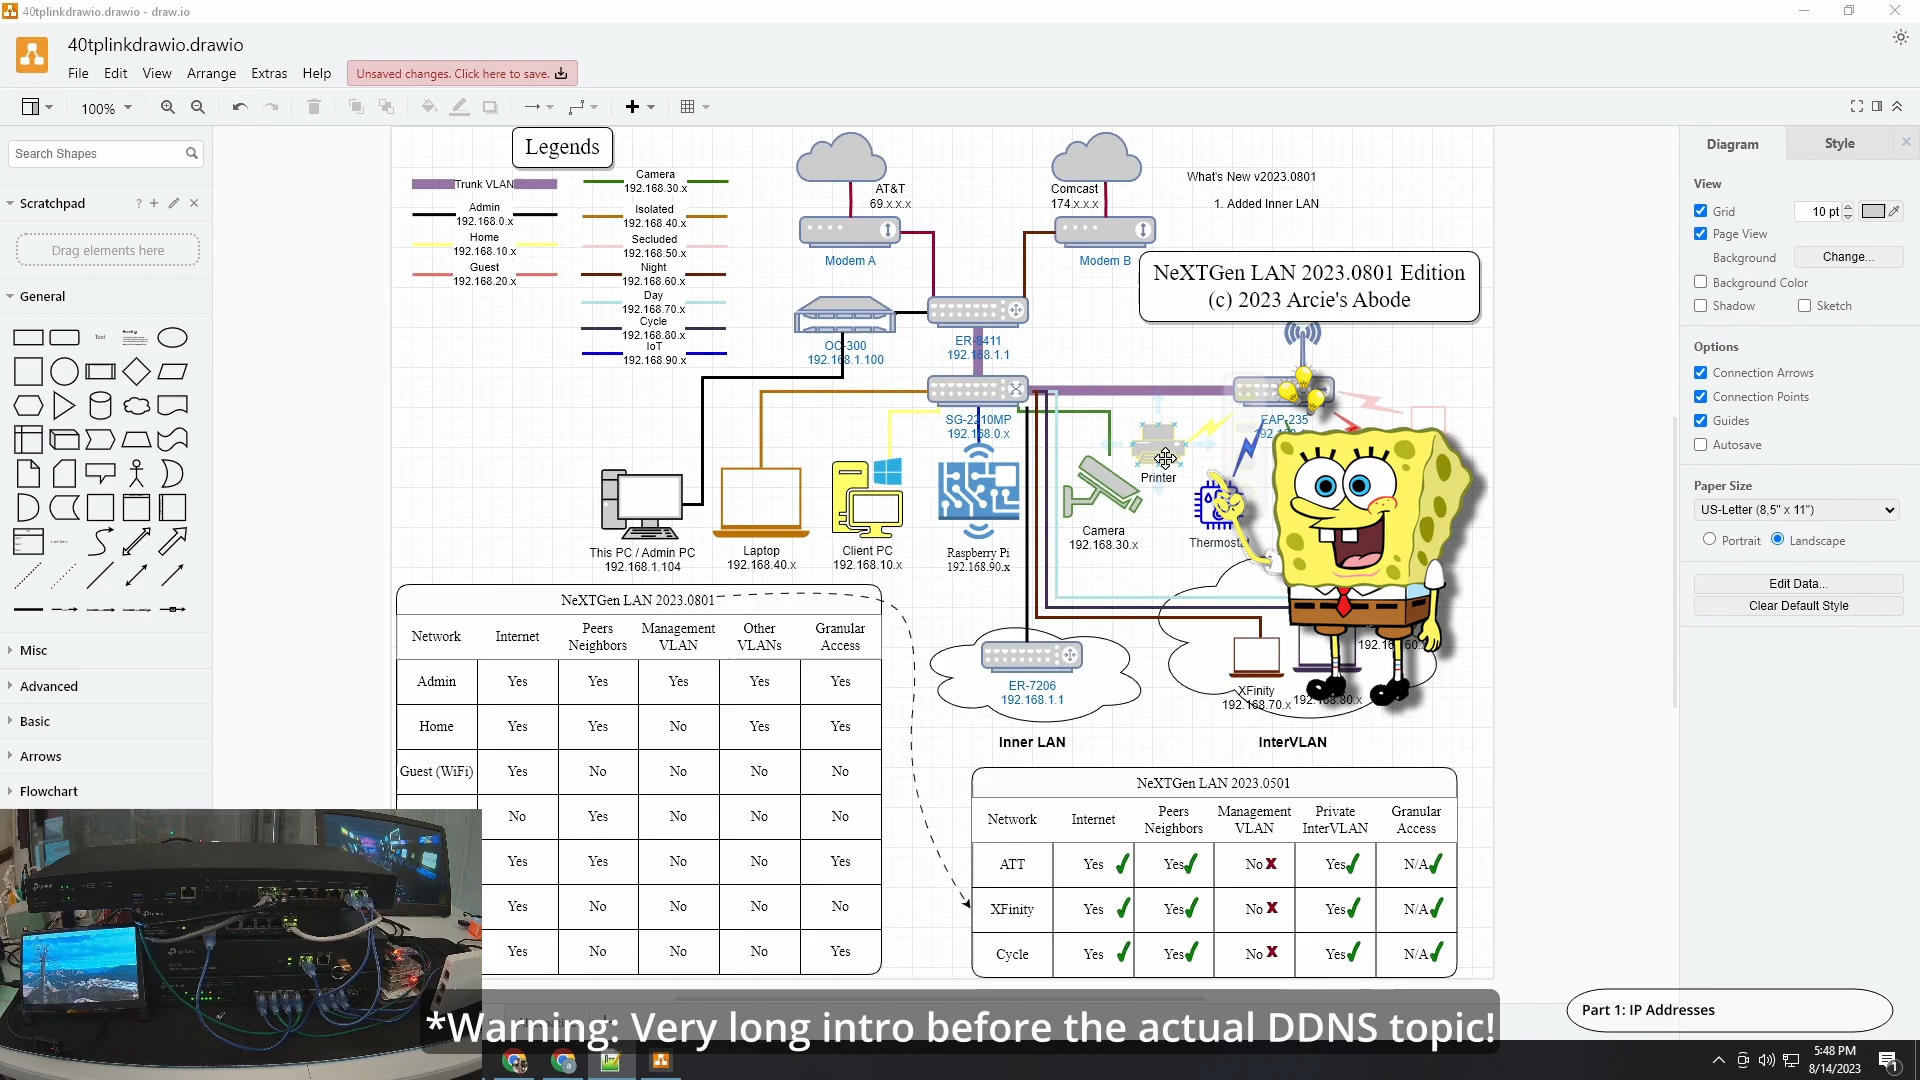 40tplinkdrawio.drawio - draw.io
40tplinkdrawio.drawio
File Edit View Arrange Extras Help
Unsaved changes. Click here to save.
100%
Search Shapes
Scratchpad
Drag elements here
General
Misc
Advanced
Basic
Arrows
Flowchart
Legends
Trunk VLAN
Admin
192.168.0.x
Home
192.168.10.x
Guest
192.168.20.x
Camera
192.168.30.x
Isolated
192.168.40.x
Secluded
192.168.50.x
Night
192.168.60.x
Day
192.168.70.x
Cycle
192.168.80.x
IoT
192.168.90.x
AT&T
69.x.x.x
Modem A
Comcast
174.x.x.x
Modem B
What's New v2023.0801
1. Added Inner LAN
NeXTGen LAN 2023.0801 Edition
(c) 2023 Arcie's Abode
OC-300
192.168.1.100
ER-8411
192.168.1.1
SG-2210MP
192.168.0.x
EAP-235
Printer
This PC / Admin PC
192.168.1.104
Laptop
192.168.40.x
Client PC
192.168.10.x
Raspberry Pi
192.168.90.x
Camera
192.168.30.x
Thermostat
ER-7206
192.168.1.1
Inner LAN
XFinity
192.168.70.x
192.168.80.x
InterVLAN
NeXTGen LAN 2023.0801
Network Internet Peers Neighbors Management VLAN Other VLANs Granular Access
Admin Yes Yes Yes Yes Yes
Home Yes Yes No Yes Yes
Guest (WiFi) Yes No No No No
No Yes No No No
Yes Yes No No Yes
Yes No No No No
Yes No No No Yes
NeXTGen LAN 2023.0501
Network Internet Peers Neighbors Management VLAN Private InterVLAN Granular Access
ATT Yes Yes No Yes N/A
XFinity Yes Yes No Yes N/A
Cycle Yes Yes No Yes N/A
Diagram Style
View
Grid 10 pt
Page View
Background Change...
Background Color
Shadow Sketch
Options
Connection Arrows
Connection Points
Guides
Autosave
Paper Size
US-Letter (8,5" x 11")
Portrait Landscape
Edit Data...
Clear Default Style
Part 1: IP Addresses
*Warning: Very long intro before the actual DDNS topic!
5:48 PM
8/14/2023